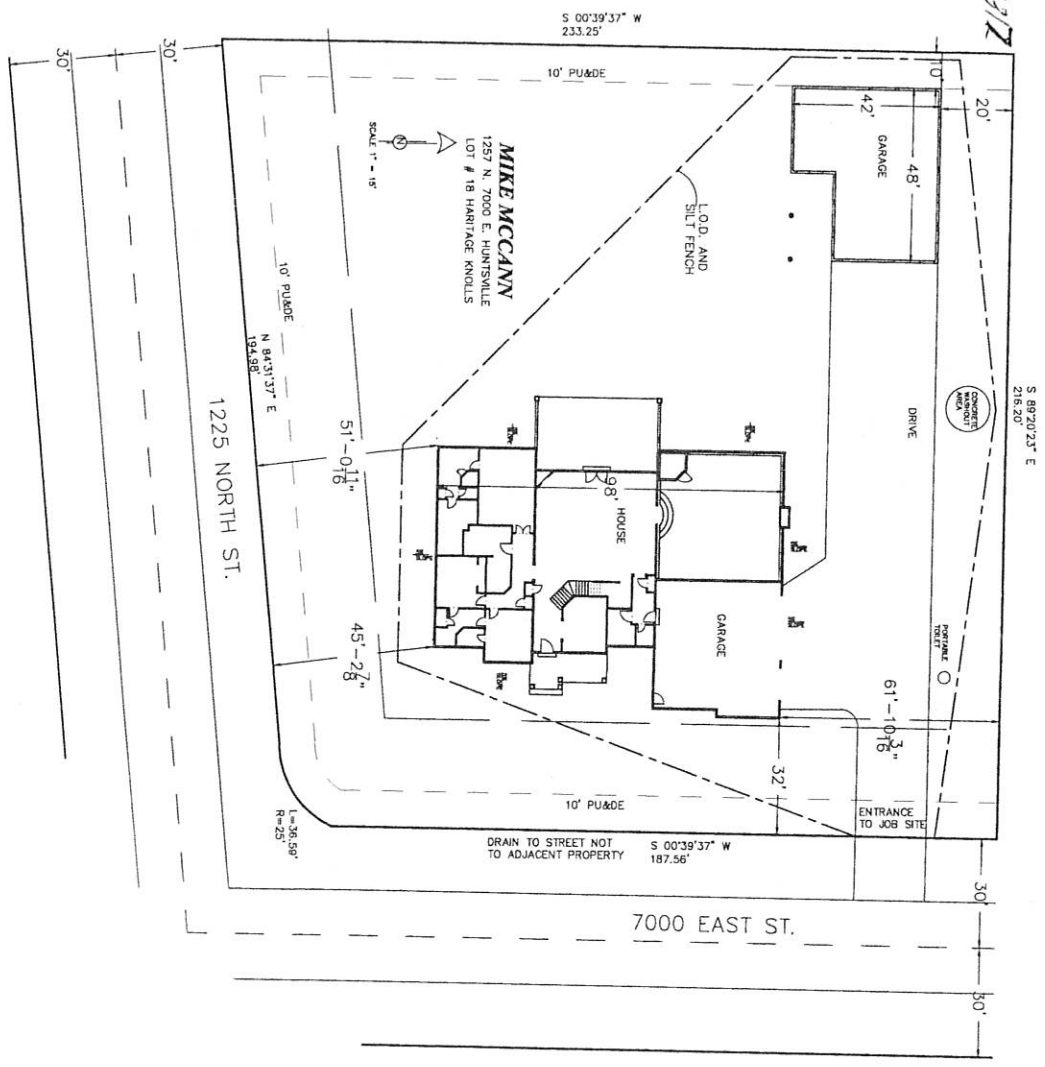 S 00°39'37" W
233.25'
30'
30'
10' PU&DE
10'
20'
42'
GARAGE
48'
S 89°20'23" E
216.20'
SCALE 1" = 15'
N
MIKE MCCANN
1257 N. 7000 E. HUNTSVILLE
LOT # 18 HARITAGE KNOLLS
L.O.D. AND
SILT FENCH
CONCRETE
WASHOUT
AREA
DRIVE
10' PU&DE
N 84°31'37" E
194.98'
1225 NORTH ST.
51'-0 11/16"
98'
HOUSE
GARAGE
PORTABLE
TOILET
45'-2 7/8"
61'-10 3/16"
32'
10' PU&DE
ENTRANCE
TO JOB SITE
L=36.59'
R=25'
DRAIN TO STREET NOT
TO ADJACENT PROPERTY
S 00°39'37" W
187.56'
30'
7000 EAST ST.
30'